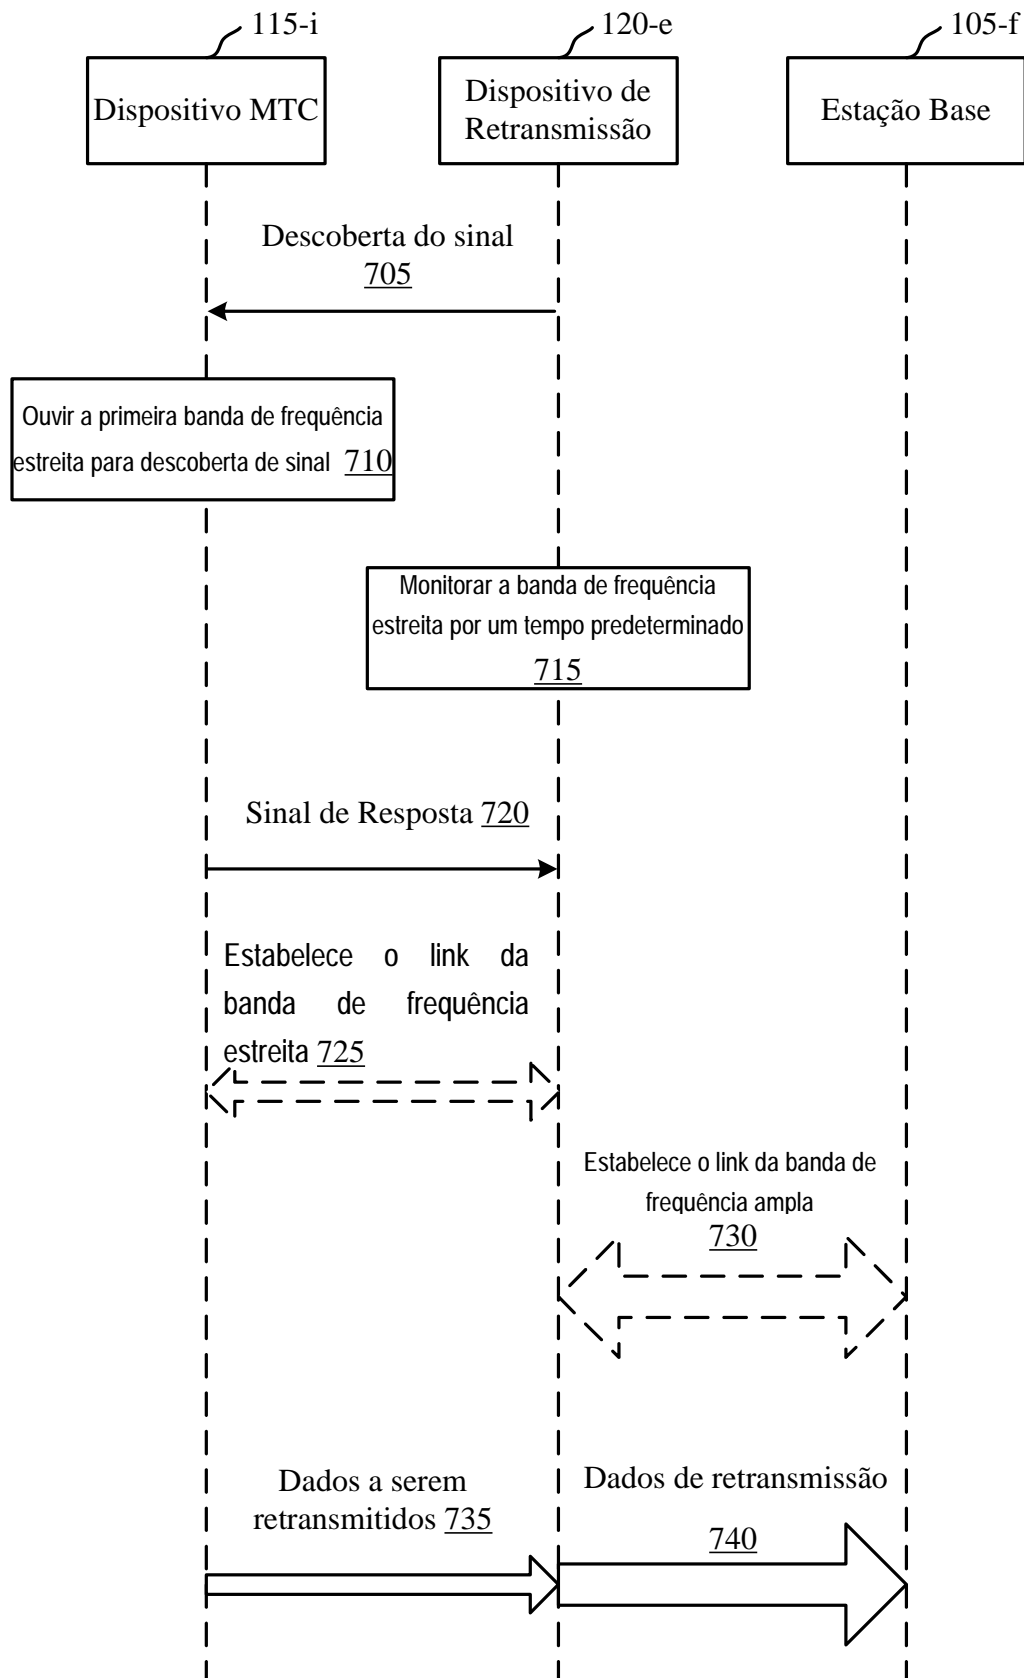 115-i
120-e
105-f
Dispositivo MTC
Dispositivo de
Retransmissão
Estação Base
Descoberta do sinal
705
Ouvir a primeira banda de frequência
estreita para descoberta de sinal 710
Monitorar a banda de frequência
estreita por um tempo predeterminado
715
Sinal de Resposta 720
Estabelece o link da
banda de frequência
estreita 725
Estabelece o link da banda de
frequência ampla
730
Dados a serem
retransmitidos 735
Dados de retransmissão
740